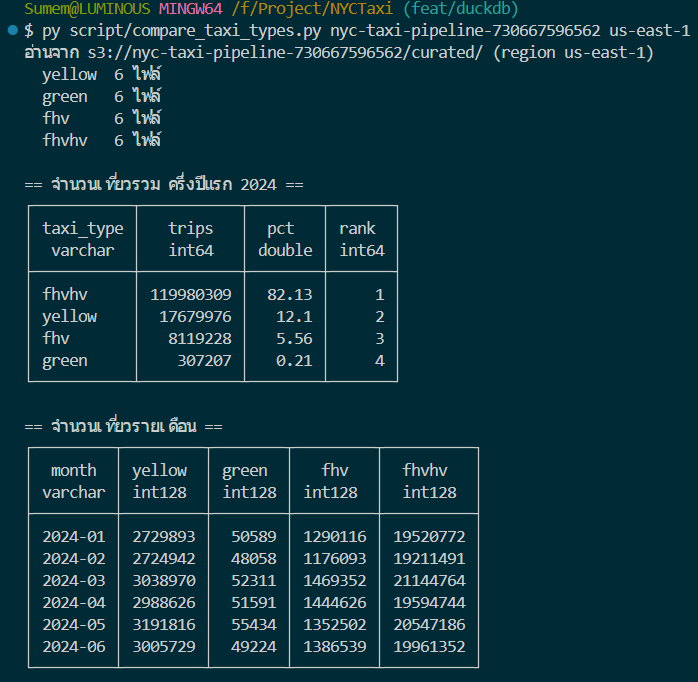 Sumem@LUMINOUS MINGW64 /f/Project/NYCTaxi (feat/duckdb)
$ py script/compare_taxi_types.py nyc-taxi-pipeline-730667596562 us-east-1
อ่านจาก s3://nyc-taxi-pipeline-730667596562/curated/ (region us-east-1)
yellow 6 ไฟล์
green 6 ไฟล์
fhv 6 ไฟล์
fhvhv 6 ไฟล์
== จำนวนเที่ยวรวม ครึ่งปีแรก 2024 ==
taxi_type trips pct rank
varchar int64 double int64
fhvhv 119980309 82.13 1
yellow 17679976 12.1 2
fhv 8119228 5.56 3
green 307207 0.21 4
== จำนวนเที่ยวรายเดือน ==
month yellow green fhv fhvhv
varchar int128 int128 int128 int128
2024-01 2729893 50589 1290116 19520772
2024-02 2724942 48058 1176093 19211491
2024-03 3038970 52311 1469352 21144764
2024-04 2988626 51591 1444626 19594744
2024-05 3191816 55434 1352502 20547186
2024-06 3005729 49224 1386539 19961352